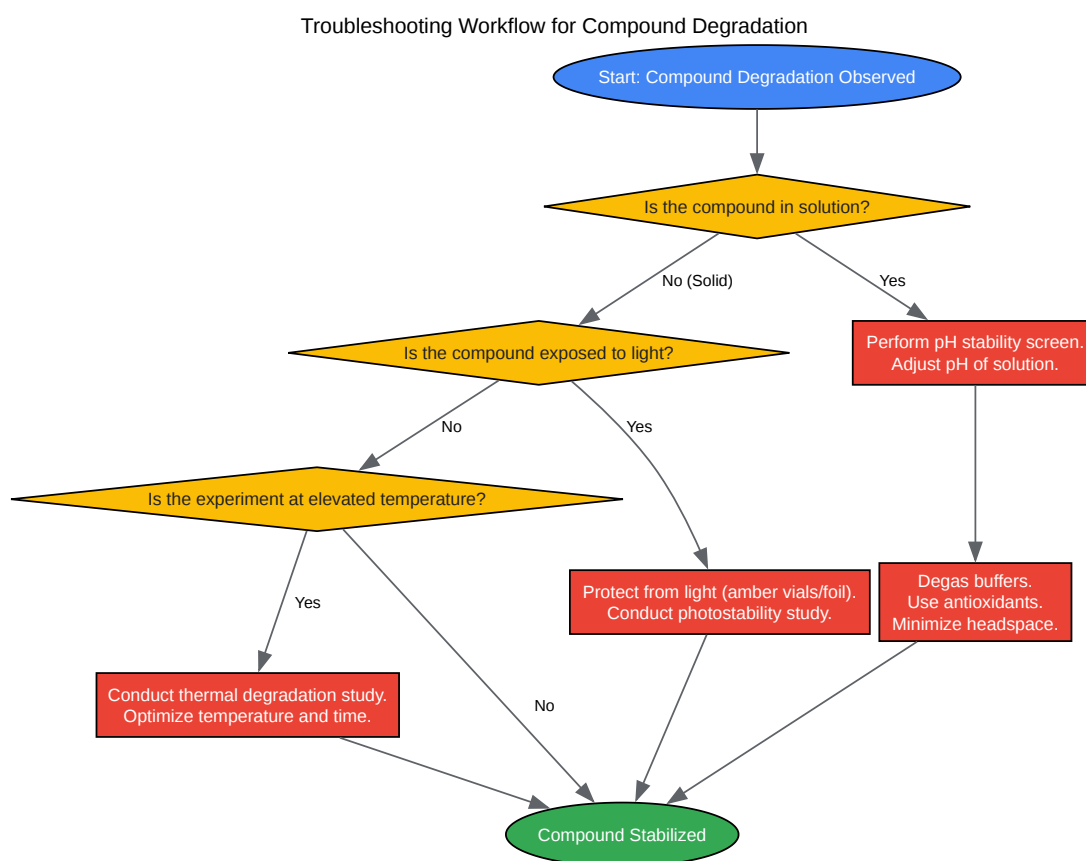 Troubleshooting Workflow for Compound Degradation
Start: Compound Degradation Observed
Is the compound in solution?
No (Solid)
Yes
Is the compound exposed to light?
Perform pH stability screen.
Adjust pH of solution.
No
Yes
Is the experiment at elevated temperature?
Protect from light (amber vials/foil).
Conduct photostability study.
Degas buffers.
Use antioxidants.
Minimize headspace.
Yes
No
Conduct thermal degradation study.
Optimize temperature and time.
Compound Stabilized